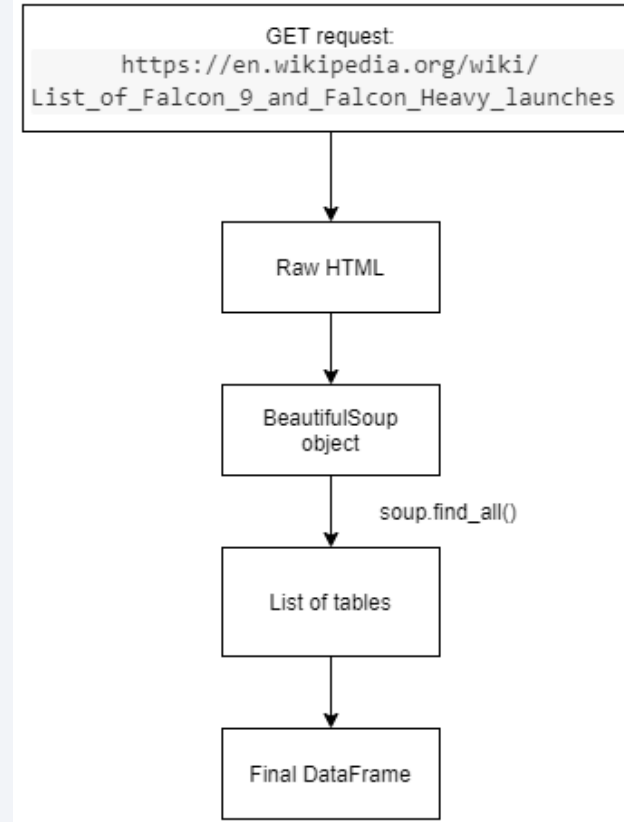 GET request:
https://en.wikipedia.org/wiki/
List_of_Falcon_9_and_Falcon_Heavy_launches
Raw HTML
BeautifulSoup
object
soup.find_all()
List of tables
Final DataFrame